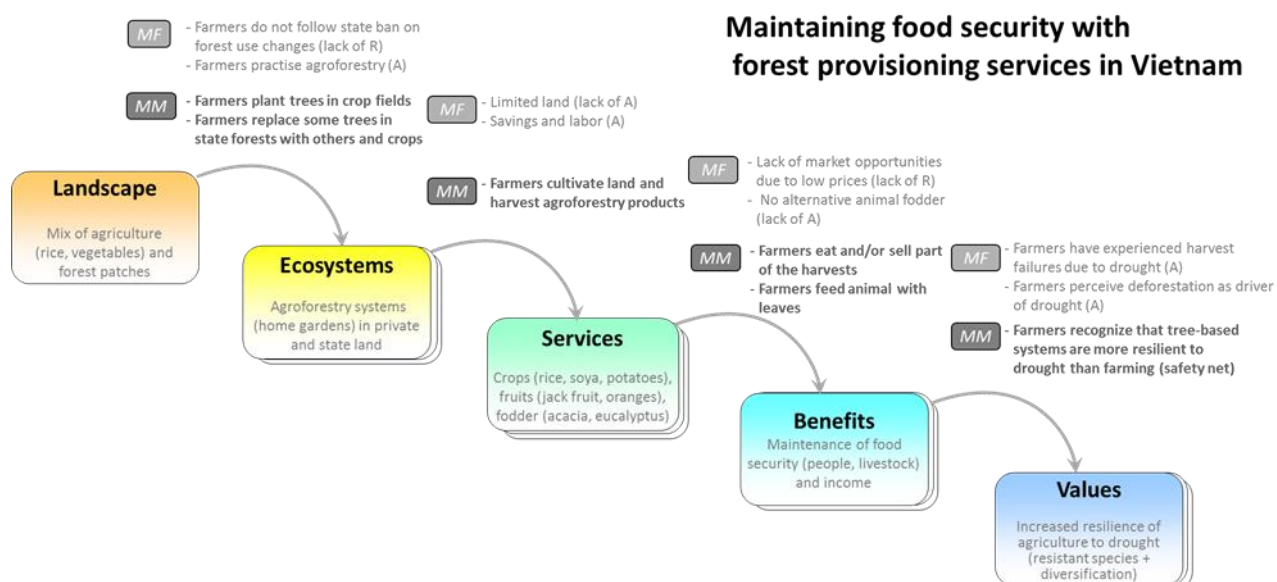 Maintaining food security with
forest provisioning services in Vietnam
MF
- Farmers do not follow state ban on
forest use changes (lack of R)
- Farmers practise agroforestry (A)
MM
- Farmers plant trees in crop fields
- Farmers replace some trees in
state forests with others and crops
Landscape
Mix of agriculture
(rice, vegetables) and
forest patches
MF
- Limited land (lack of A)
- Savings and labor (A)
MM
- Farmers cultivate land and
harvest agroforestry products
Ecosystems
Agroforestry systems
(home gardens) in private
and state land
MF
- Lack of market opportunities
due to low prices (lack of R)
- No alternative animal fodder
(lack of A)
MM
- Farmers eat and/or sell part
of the harvests
- Farmers feed animal with
leaves
Services
Crops (rice, soya, potatoes),
fruits (jack fruit, oranges),
fodder (acacia, eucalyptus)
MF
- Farmers have experienced harvest
failures due to drought (A)
- Farmers perceive deforestation as driver
of drought (A)
MM
- Farmers recognize that tree-based
systems are more resilient to
drought than farming (safety net)
Benefits
Maintenance of food
security (people, livestock)
and income
Values
Increased resilience of
agriculture to drought
(resistant species +
diversification)